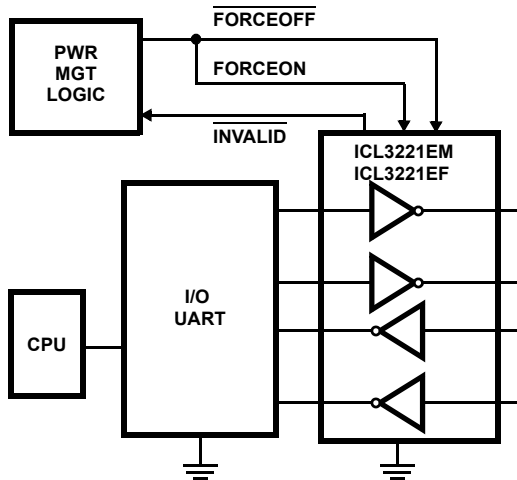 FORCEOFF
PWR
MGT
LOGIC
FORCEON
INVALID
ICL3221EM
ICL3221EF
I/O
UART
CPU